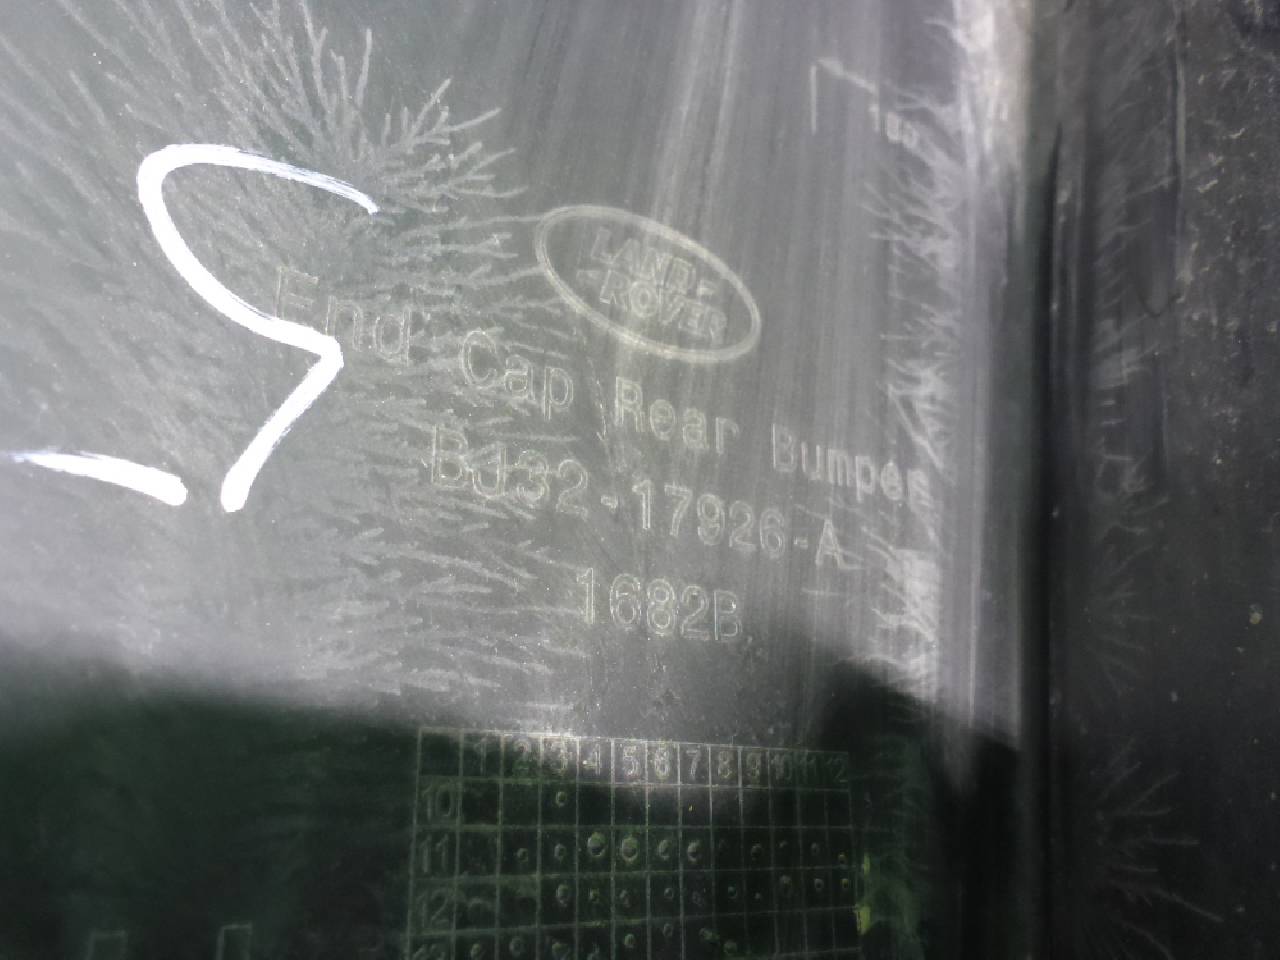 LAND-
ROVER
End Cap Rear Bumper
BJ32-17926-A
1682B
1 2 3 4 5 6 7 8 9 10 11 12
10
11
12
13